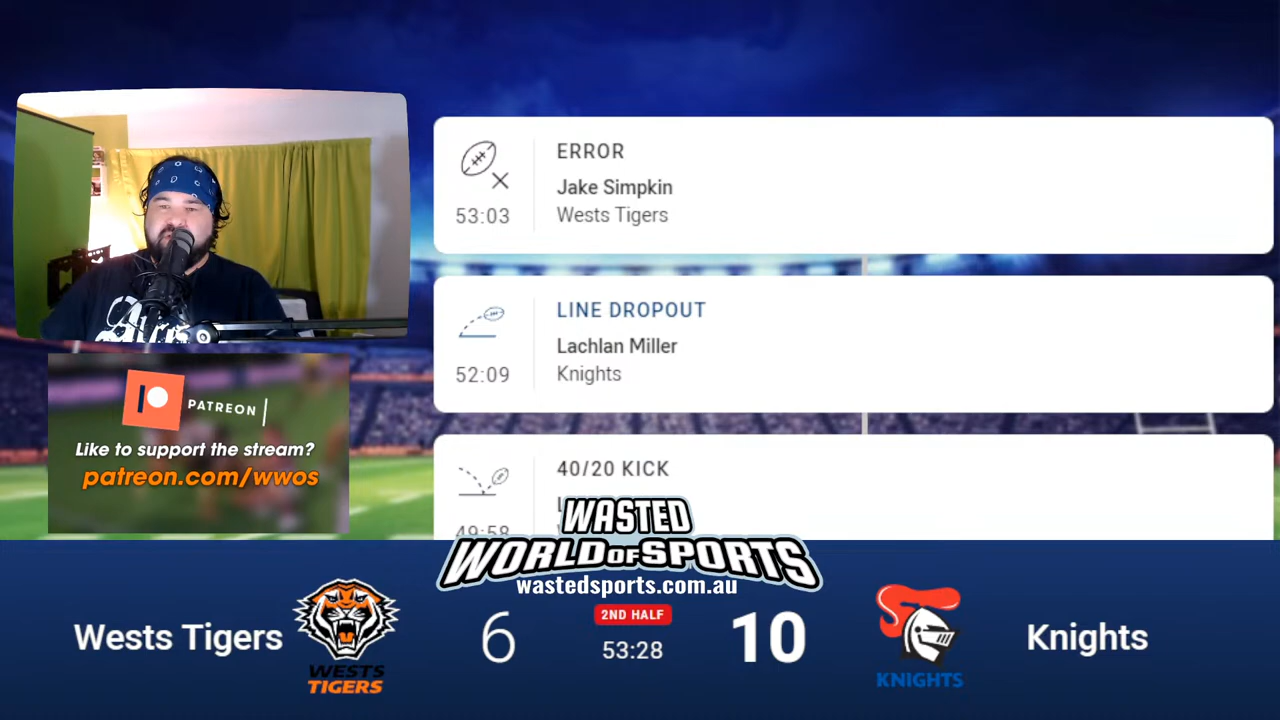 ERROR
Jake Simpkin
53:03
Wests Tigers
LINE DROPOUT
Lachlan Miller
52:09
Knights
PATREON
Like to support the stream?
patreon.com/wwos
40/20 KICK
49:58
WASTED
WORLD OF SPORTS
wastedsports.com.au
Wests Tigers
WESTS
TIGERS
6
2ND HALF
53:28
10
KNIGHTS
Knights